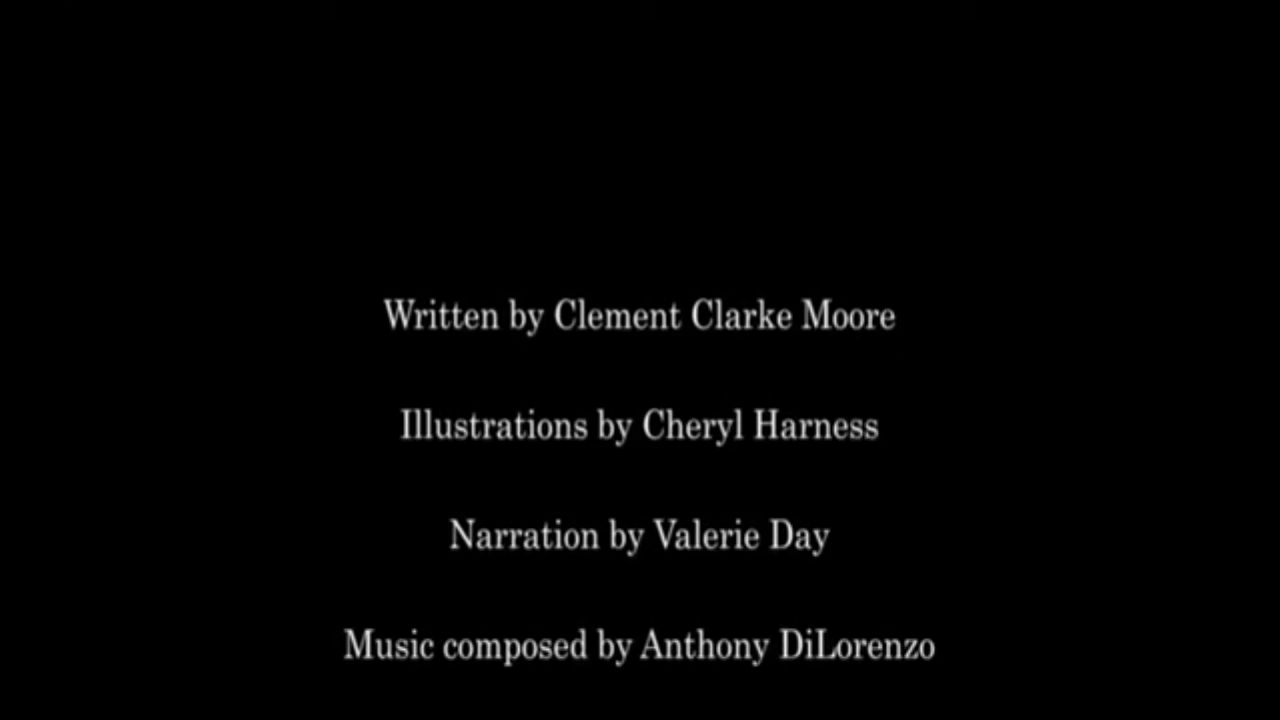 Written by Clement Clarke Moore
Illustrations by Cheryl Harness
Narration by Valerie Day
Music composed by Anthony DiLorenzo